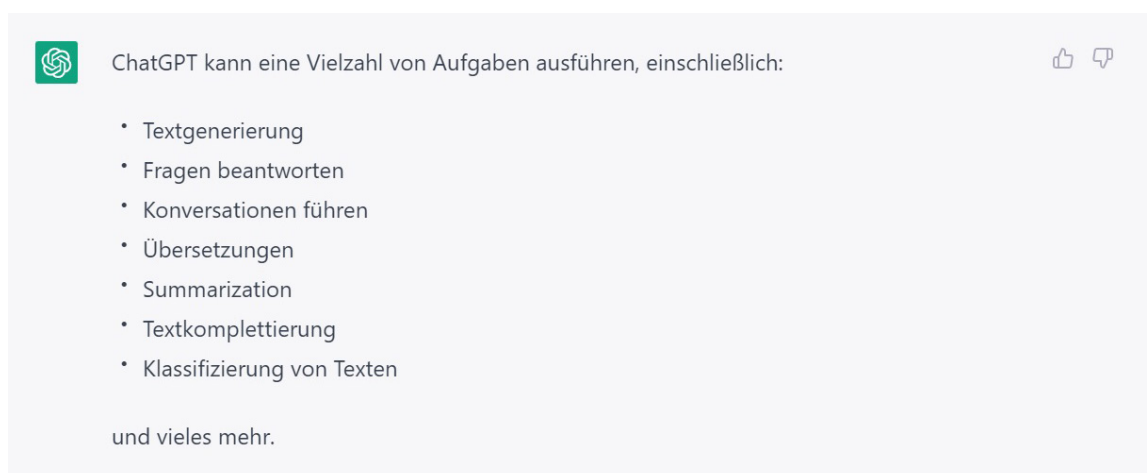 ChatGPT kann eine Vielzahl von Aufgaben ausführen, einschließlich:
• Textgenerierung
• Fragen beantworten
• Konversationen führen
• Übersetzungen
• Summarization
• Textkomplettierung
• Klassifizierung von Texten
und vieles mehr.